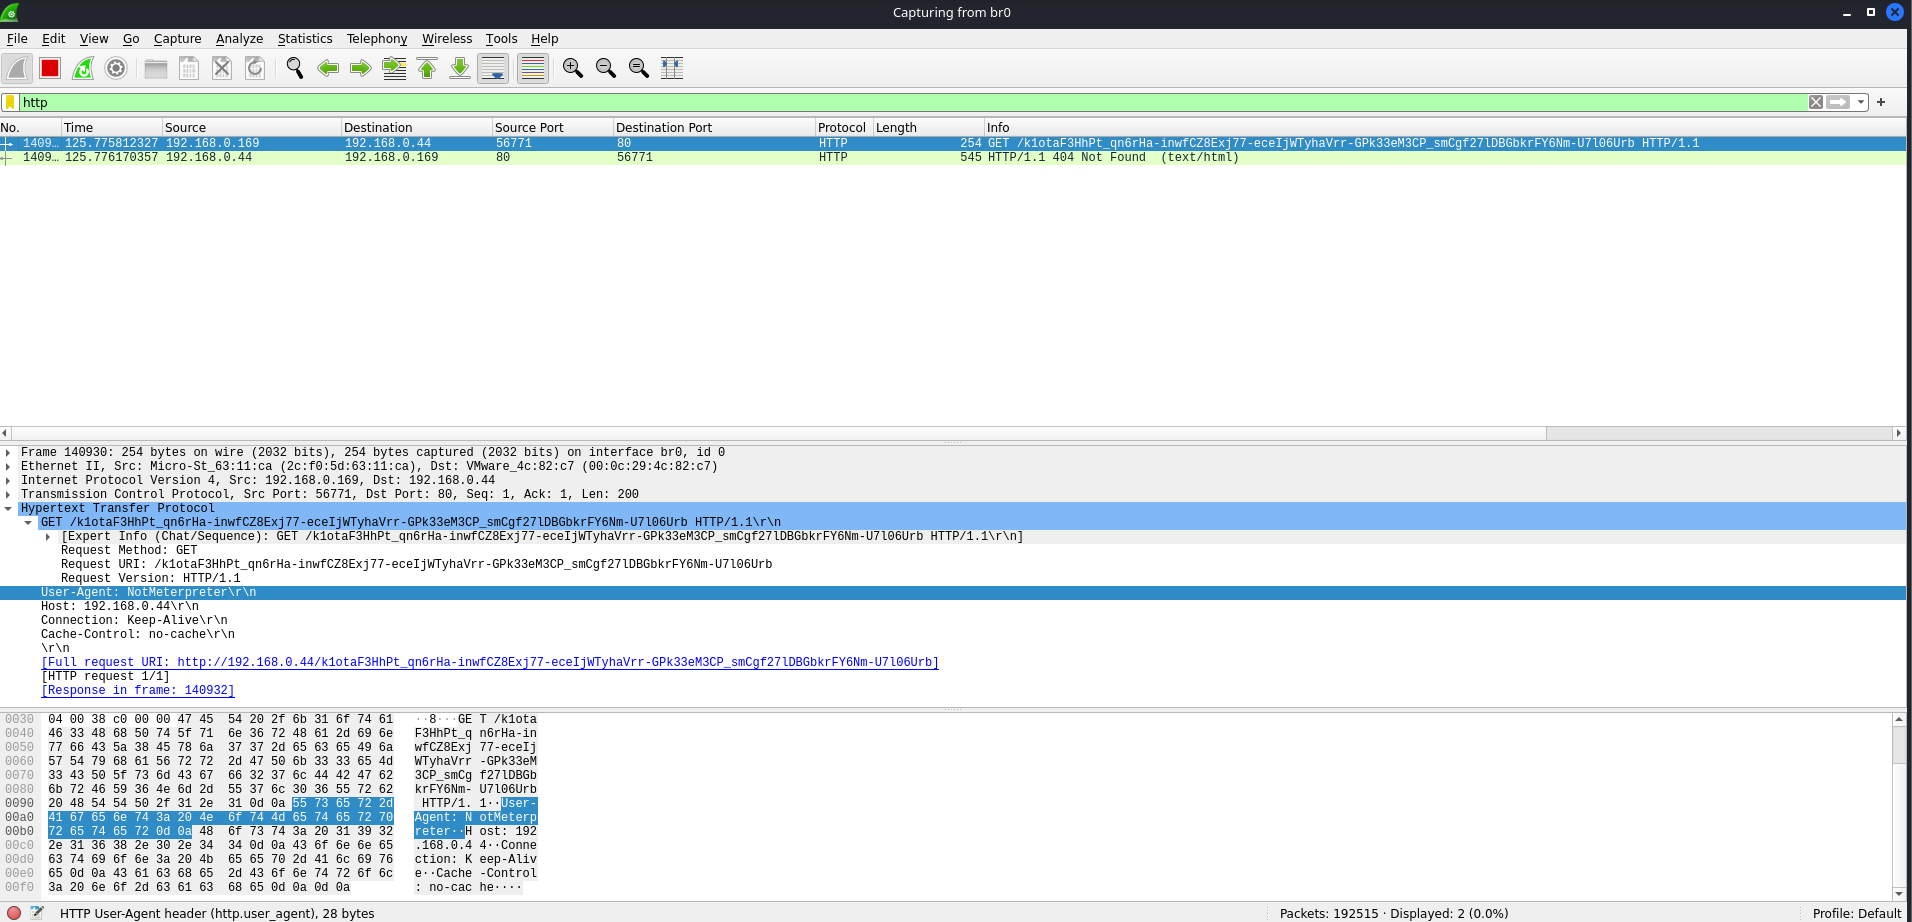 Capturing from br0
File Edit View Go Capture Analyze Statistics Telephony Wireless Tools Help
http
No. Time Source Destination Source Port Destination Port Protocol Length Info
1409… 125.775812327 192.168.0.169 192.168.0.44 56771 80 HTTP 254 GET /k1otaF3HhPt_qn6rHa-inwfCZ8Exj77-eceIjWTyhaVrr-GPk33eM3CP_smCgf27lDBGbkrFY6Nm-U7l06Urb HTTP/1.1
1409… 125.776170357 192.168.0.44 192.168.0.169 80 56771 HTTP 545 HTTP/1.1 404 Not Found  (text/html)
Frame 140930: 254 bytes on wire (2032 bits), 254 bytes captured (2032 bits) on interface br0, id 0
Ethernet II, Src: Micro-St_63:11:ca (2c:f0:5d:63:11:ca), Dst: VMware_4c:82:c7 (00:0c:29:4c:82:c7)
Internet Protocol Version 4, Src: 192.168.0.169, Dst: 192.168.0.44
Transmission Control Protocol, Src Port: 56771, Dst Port: 80, Seq: 1, Ack: 1, Len: 200
Hypertext Transfer Protocol
GET /k1otaF3HhPt_qn6rHa-inwfCZ8Exj77-eceIjWTyhaVrr-GPk33eM3CP_smCgf27lDBGbkrFY6Nm-U7l06Urb HTTP/1.1\r\n
[Expert Info (Chat/Sequence): GET /k1otaF3HhPt_qn6rHa-inwfCZ8Exj77-eceIjWTyhaVrr-GPk33eM3CP_smCgf27lDBGbkrFY6Nm-U7l06Urb HTTP/1.1\r\n]
Request Method: GET
Request URI: /k1otaF3HhPt_qn6rHa-inwfCZ8Exj77-eceIjWTyhaVrr-GPk33eM3CP_smCgf27lDBGbkrFY6Nm-U7l06Urb
Request Version: HTTP/1.1
User-Agent: NotMeterpreter\r\n
Host: 192.168.0.44\r\n
Connection: Keep-Alive\r\n
Cache-Control: no-cache\r\n
\r\n
[Full request URI: http://192.168.0.44/k1otaF3HhPt_qn6rHa-inwfCZ8Exj77-eceIjWTyhaVrr-GPk33eM3CP_smCgf27lDBGbkrFY6Nm-U7l06Urb]
[HTTP request 1/1]
[Response in frame: 140932]
0030 04 00 38 c0 00 00 47 45 54 20 2f 6b 31 6f 74 61 ··8···GE T /k1ota
0040 46 33 48 68 50 74 5f 71 6e 36 72 48 61 2d 69 6e F3HhPt_q n6rHa-in
0050 77 66 43 5a 38 45 78 6a 37 37 2d 65 63 65 49 6a wfCZ8Exj 77-eceIj
0060 57 54 79 68 61 56 72 72 2d 47 50 6b 33 33 65 4d WTyhaVrr -GPk33eM
0070 33 43 50 5f 73 6d 43 67 66 32 37 6c 44 42 47 62 3CP_smCg f27lDBGb
0080 6b 72 46 59 36 4e 6d 2d 55 37 6c 30 36 55 72 62 krFY6Nm- U7l06Urb
0090 20 48 54 54 50 2f 31 2e 31 0d 0a 55 73 65 72 2d  HTTP/1. 1··User-
00a0 41 67 65 6e 74 3a 20 4e 6f 74 4d 65 74 65 72 70 Agent: N otMeterp
00b0 72 65 74 65 72 0d 0a 48 6f 73 74 3a 20 31 39 32 reter··H ost: 192
00c0 2e 31 36 38 2e 30 2e 34 34 0d 0a 43 6f 6e 6e 65 .168.0.4 4··Conne
00d0 63 74 69 6f 6e 3a 20 4b 65 65 70 2d 41 6c 69 76 ction: K eep-Aliv
00e0 65 0d 0a 43 61 63 68 65 2d 43 6f 6e 74 72 6f 6c e··Cache -Control
00f0 3a 20 6e 6f 2d 63 61 63 68 65 0d 0a 0d 0a : no-cac he····
HTTP User-Agent header (http.user_agent), 28 bytes
Packets: 192515 · Displayed: 2 (0.0%)
Profile: Default